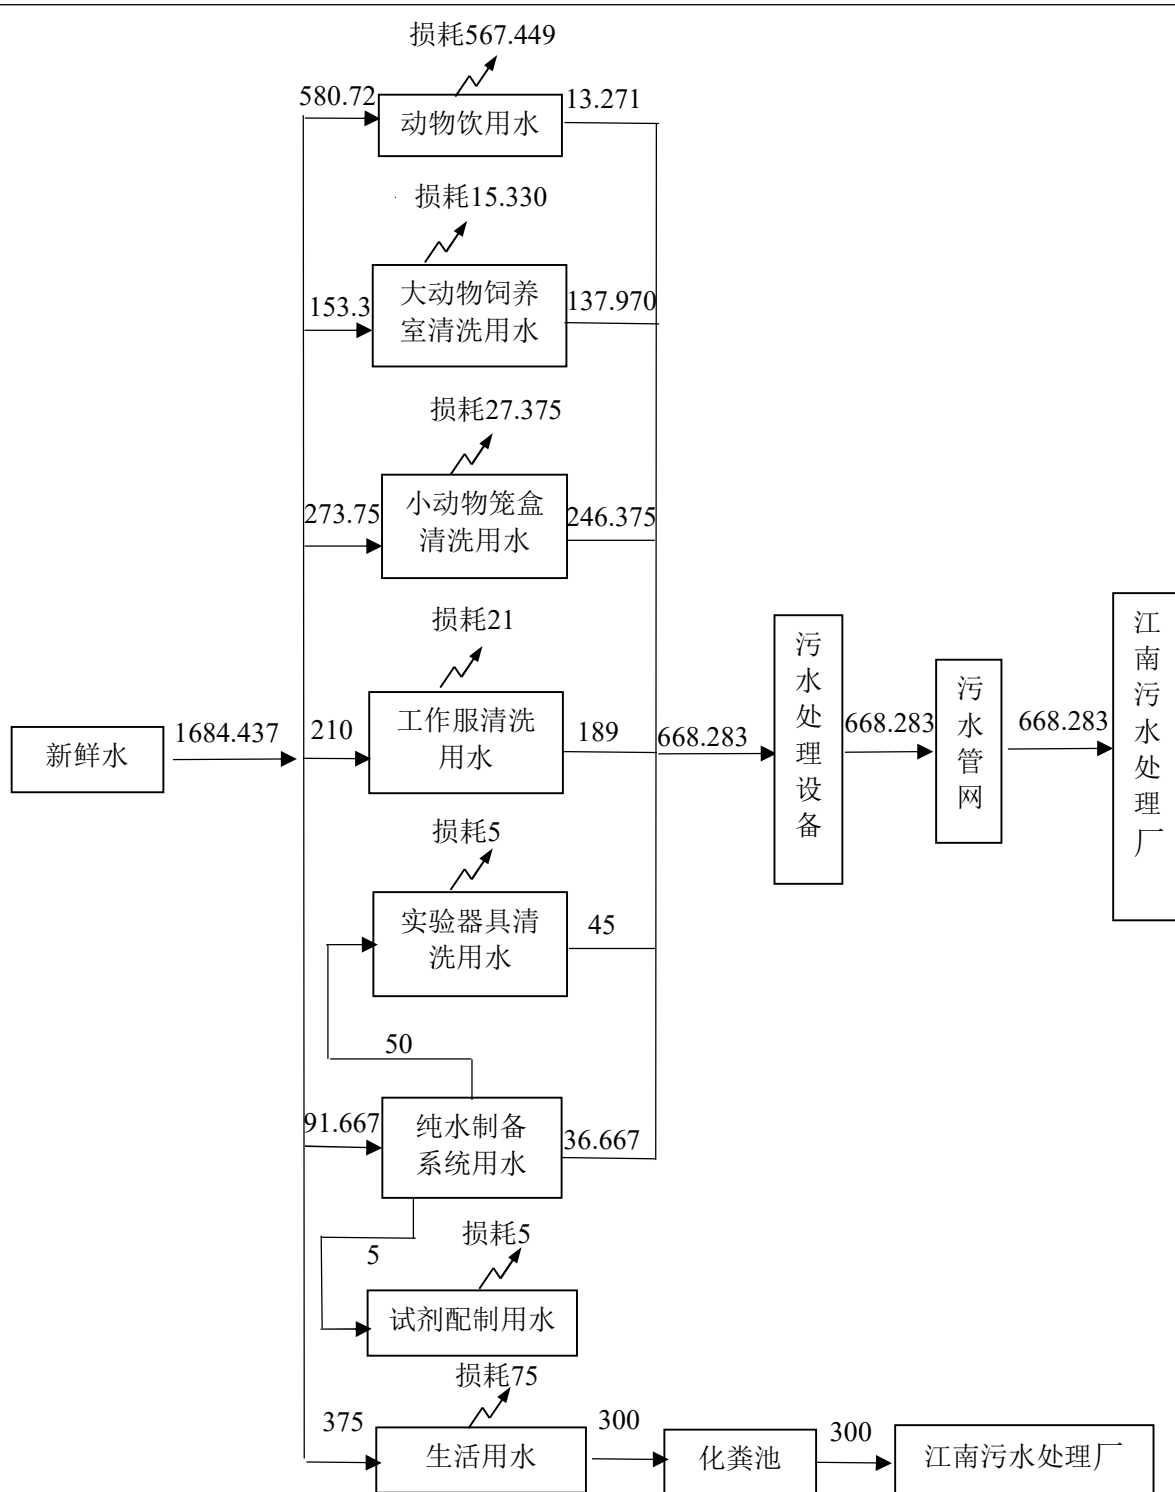 损耗567.449
580.72
动物饮用水
13.271
损耗15.330
153.3
大动物饲养
室清洗用水
137.970
损耗27.375
273.75
小动物笼盒
清洗用水
246.375
损耗21
新鲜水
1684.437
210
工作服清洗
用水
189
668.283
污水处理设备
668.283
污水管网
668.283
江南污水处理厂
损耗5
实验器具清
洗用水
45
50
91.667
纯水制备
系统用水
36.667
5
损耗5
试剂配制用水
损耗75
375
生活用水
300
化粪池
300
江南污水处理厂